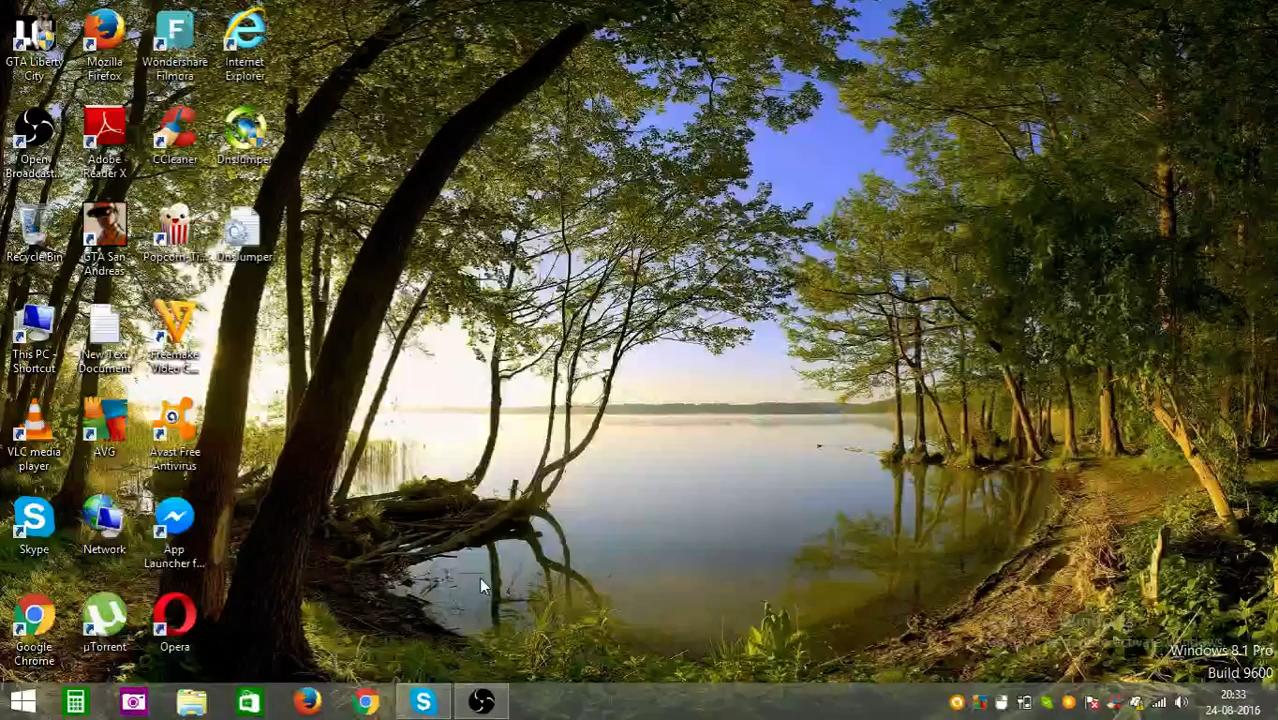 GTA Liberty
City
Mozilla
Firefox
Wondershare
Filmora
Internet
Explorer
Open
Broadcast...
Adobe
Reader X
CCleaner
DnsJumper
Recycle Bin
GTA San
Andreas
Popcorn-Ti...
DnsJumper
This PC -
Shortcut
New Text
Document
Freemake
Video C...
VLC media
player
AVG
Avast Free
Antivirus
Skype
Network
App
Launcher f...
Google
Chrome
µTorrent
Opera
Windows 8.1 Pro
Build 9600
20:33
24-08-2016